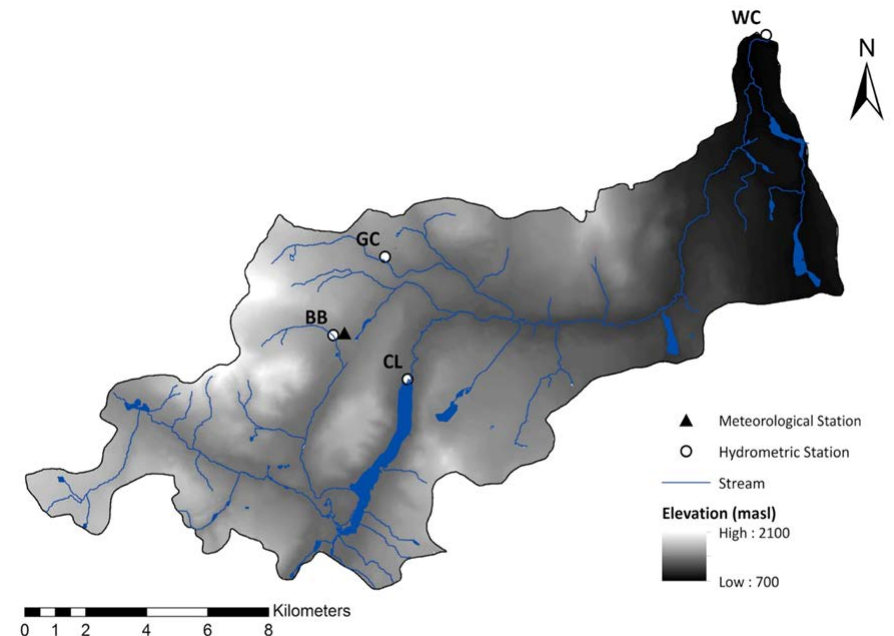 WC
N
GC
BB
CL
Meteorological Station
Hydrometric Station
Stream
Elevation (masl)
High : 2100
Low : 700
Kilometers
0 1 2 4 6 8